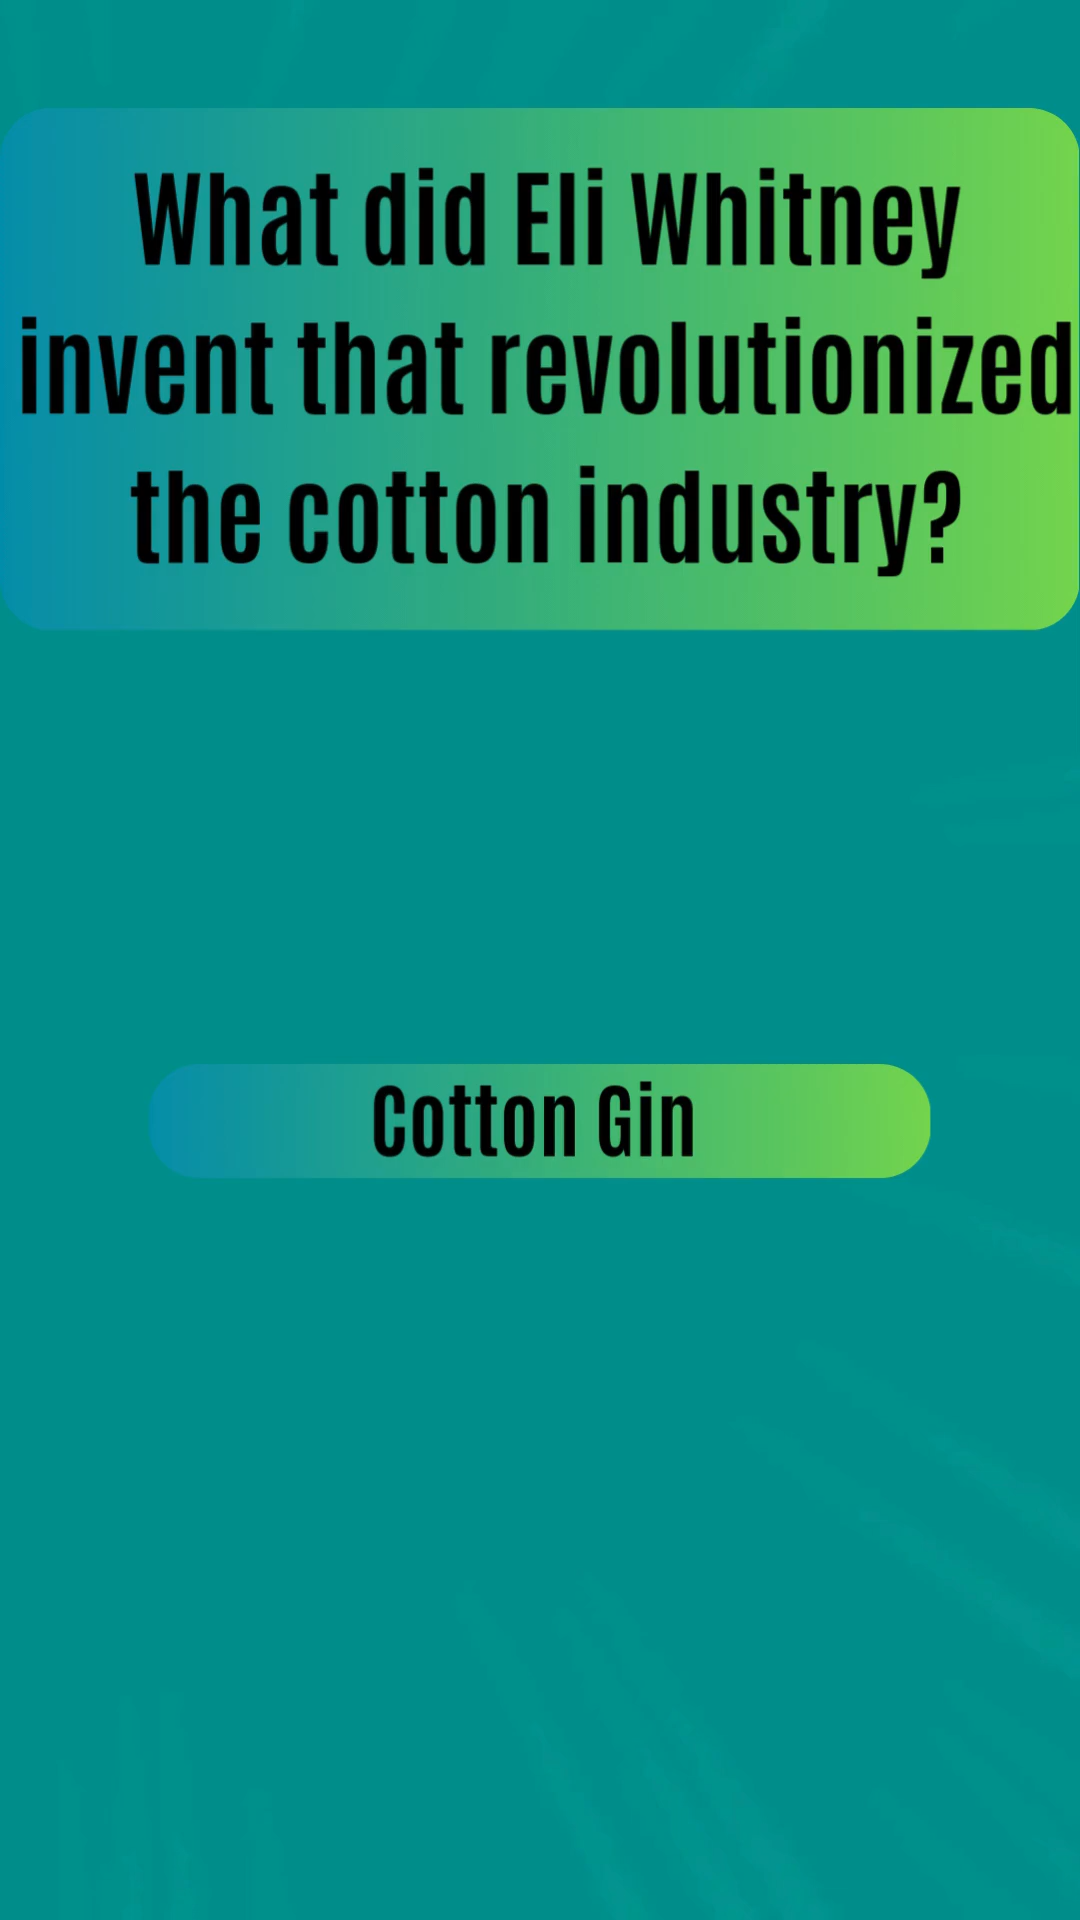 What did Eli Whitney
invent that revolutionized
the cotton industry?
Cotton Gin